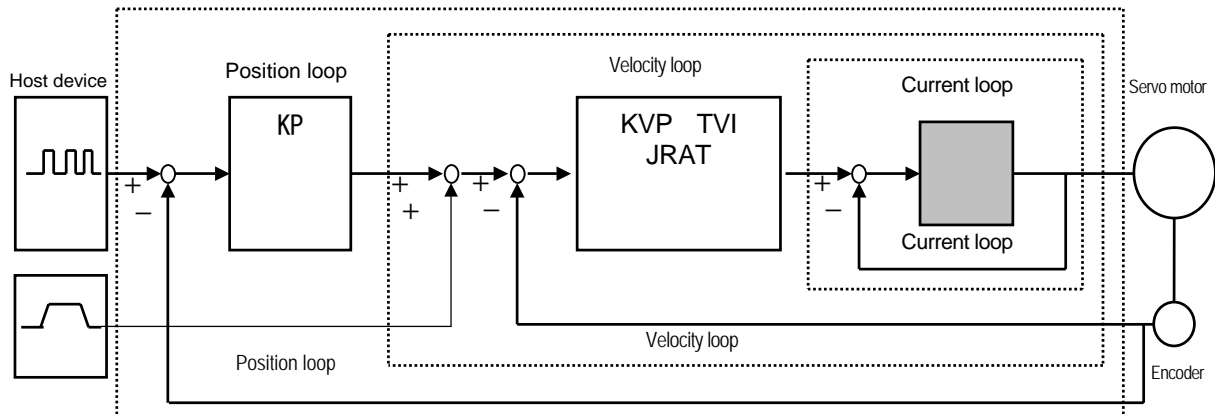 Host device
Position loop
KP
Velocity loop
KVP TVI
JRAT
Current loop
Current loop
Servo motor
+
−
+
+
+
−
+
−
Velocity loop
Position loop
Encoder